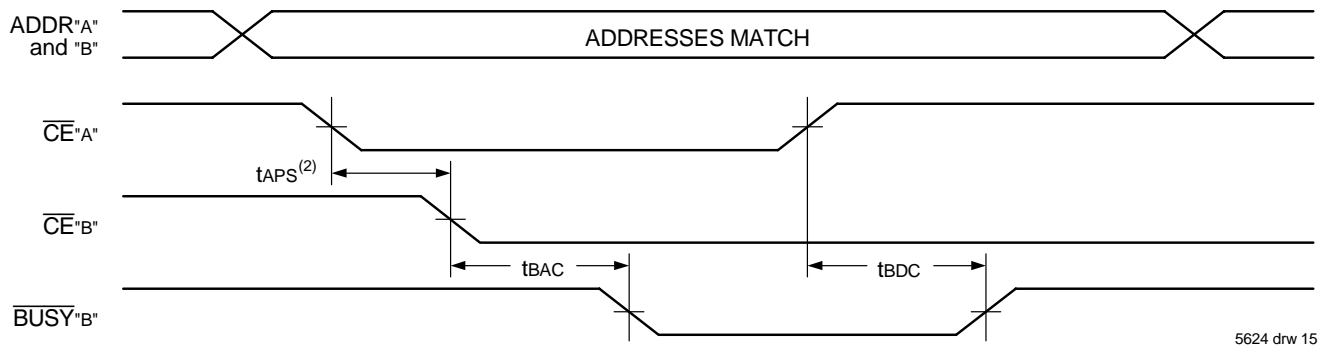 ADDR"A"
and "B"
ADDRESSES MATCH
CE"A"
tAPS(2)
CE"B"
tBAC
tBDC
BUSY"B"
5624 drw 15